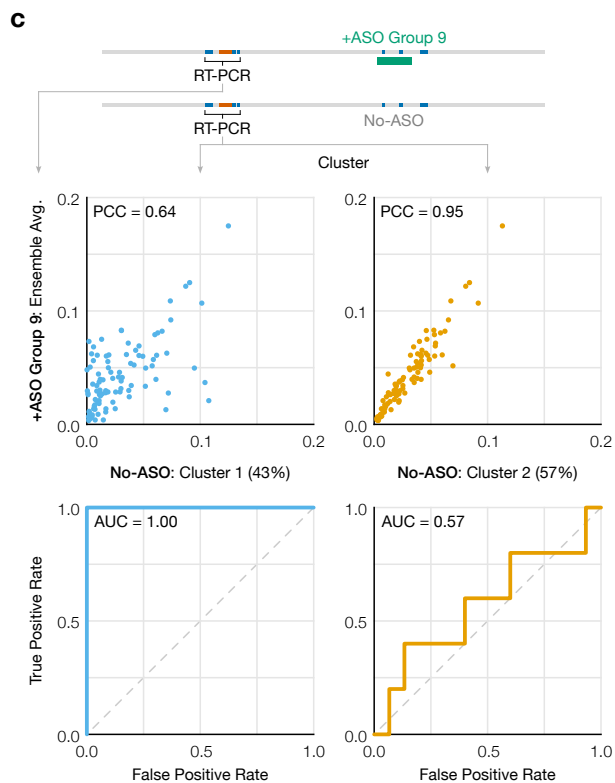 c
+ASO Group 9
RT-PCR
No-ASO
RT-PCR
Cluster
+ASO Group 9: Ensemble Avg.
0.2
0.1
0.0
PCC = 0.64
0.0 0.1 0.2
No-ASO: Cluster 1 (43%)
0.2
0.1
0.0
PCC = 0.95
0.0 0.1 0.2
No-ASO: Cluster 2 (57%)
True Positive Rate
1.0
0.5
0.0
AUC = 1.00
0.0 0.5 1.0
False Positive Rate
1.0
0.5
0.0
AUC = 0.57
0.0 0.5 1.0
False Positive Rate